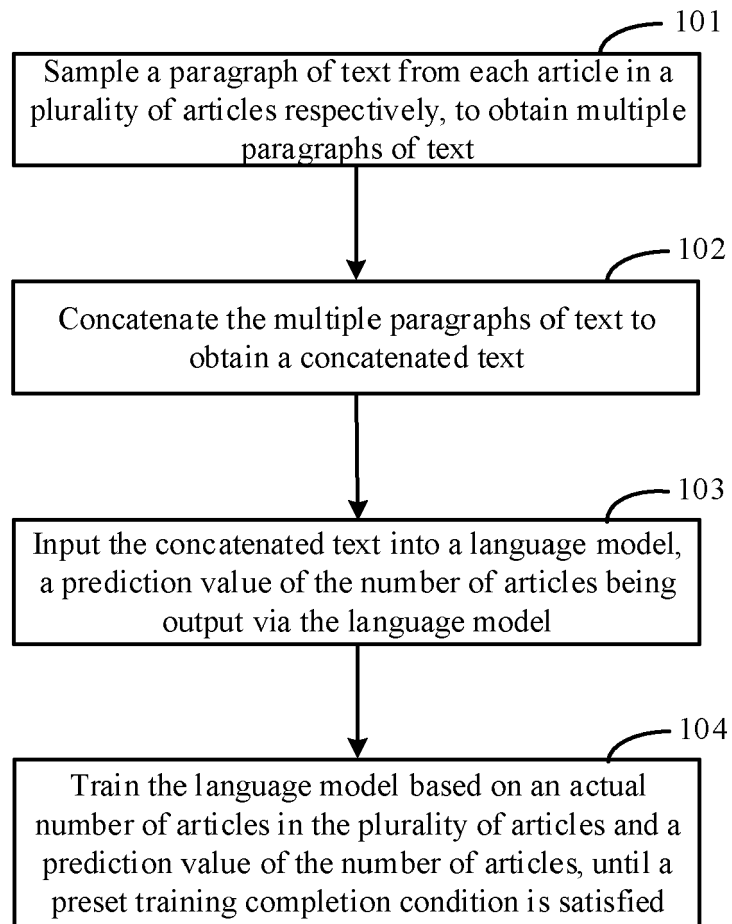 101
Sample a paragraph of text from each article in a
plurality of articles respectively, to obtain multiple
paragraphs of text
102
Concatenate the multiple paragraphs of text to
obtain a concatenated text
103
Input the concatenated text into a language model,
a prediction value of the number of articles being
output via the language model
104
Train the language model based on an actual
number of articles in the plurality of articles and a
prediction value of the number of articles, until a
preset training completion condition is satisfied